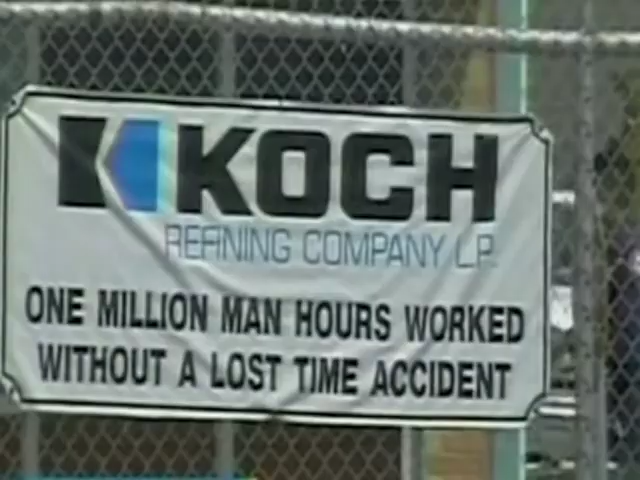 KOCH
REFINING COMPANY L.P.
ONE MILLION MAN HOURS WORKED
WITHOUT A LOST TIME ACCIDENT